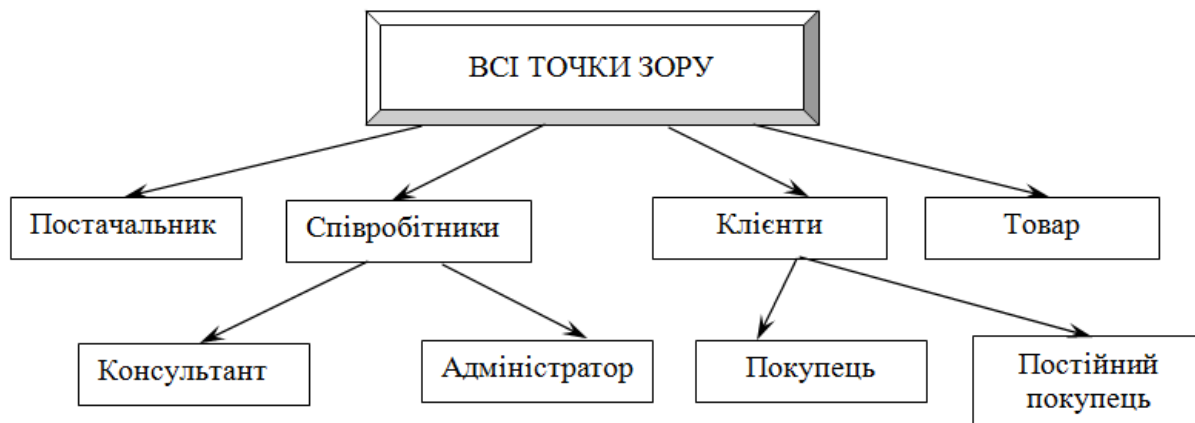 ВСІ ТОЧКИ ЗОРУ
Постачальник
Співробітники
Клієнти
Товар
Консультант
Адміністратор
Покупець
Постійний
покупець